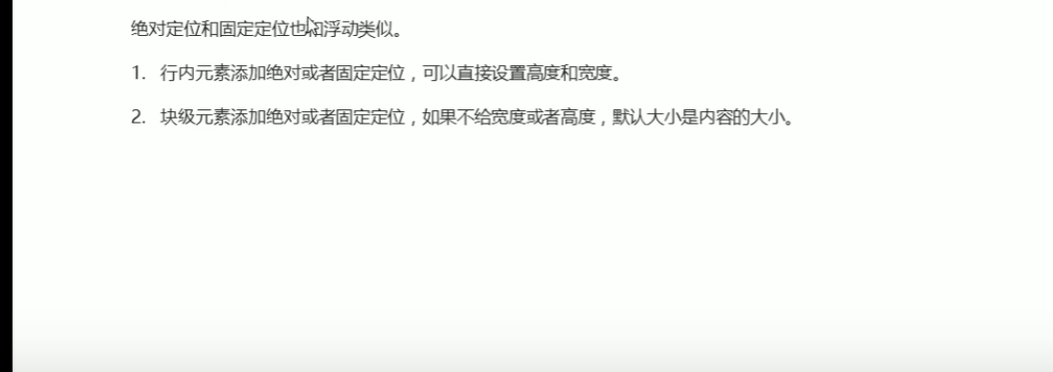 绝对定位和固定定位也和浮动类似。
1. 行内元素添加绝对或者固定定位，可以直接设置高度和宽度。
2. 块级元素添加绝对或者固定定位，如果不给宽度或者高度，默认大小是内容的大小。